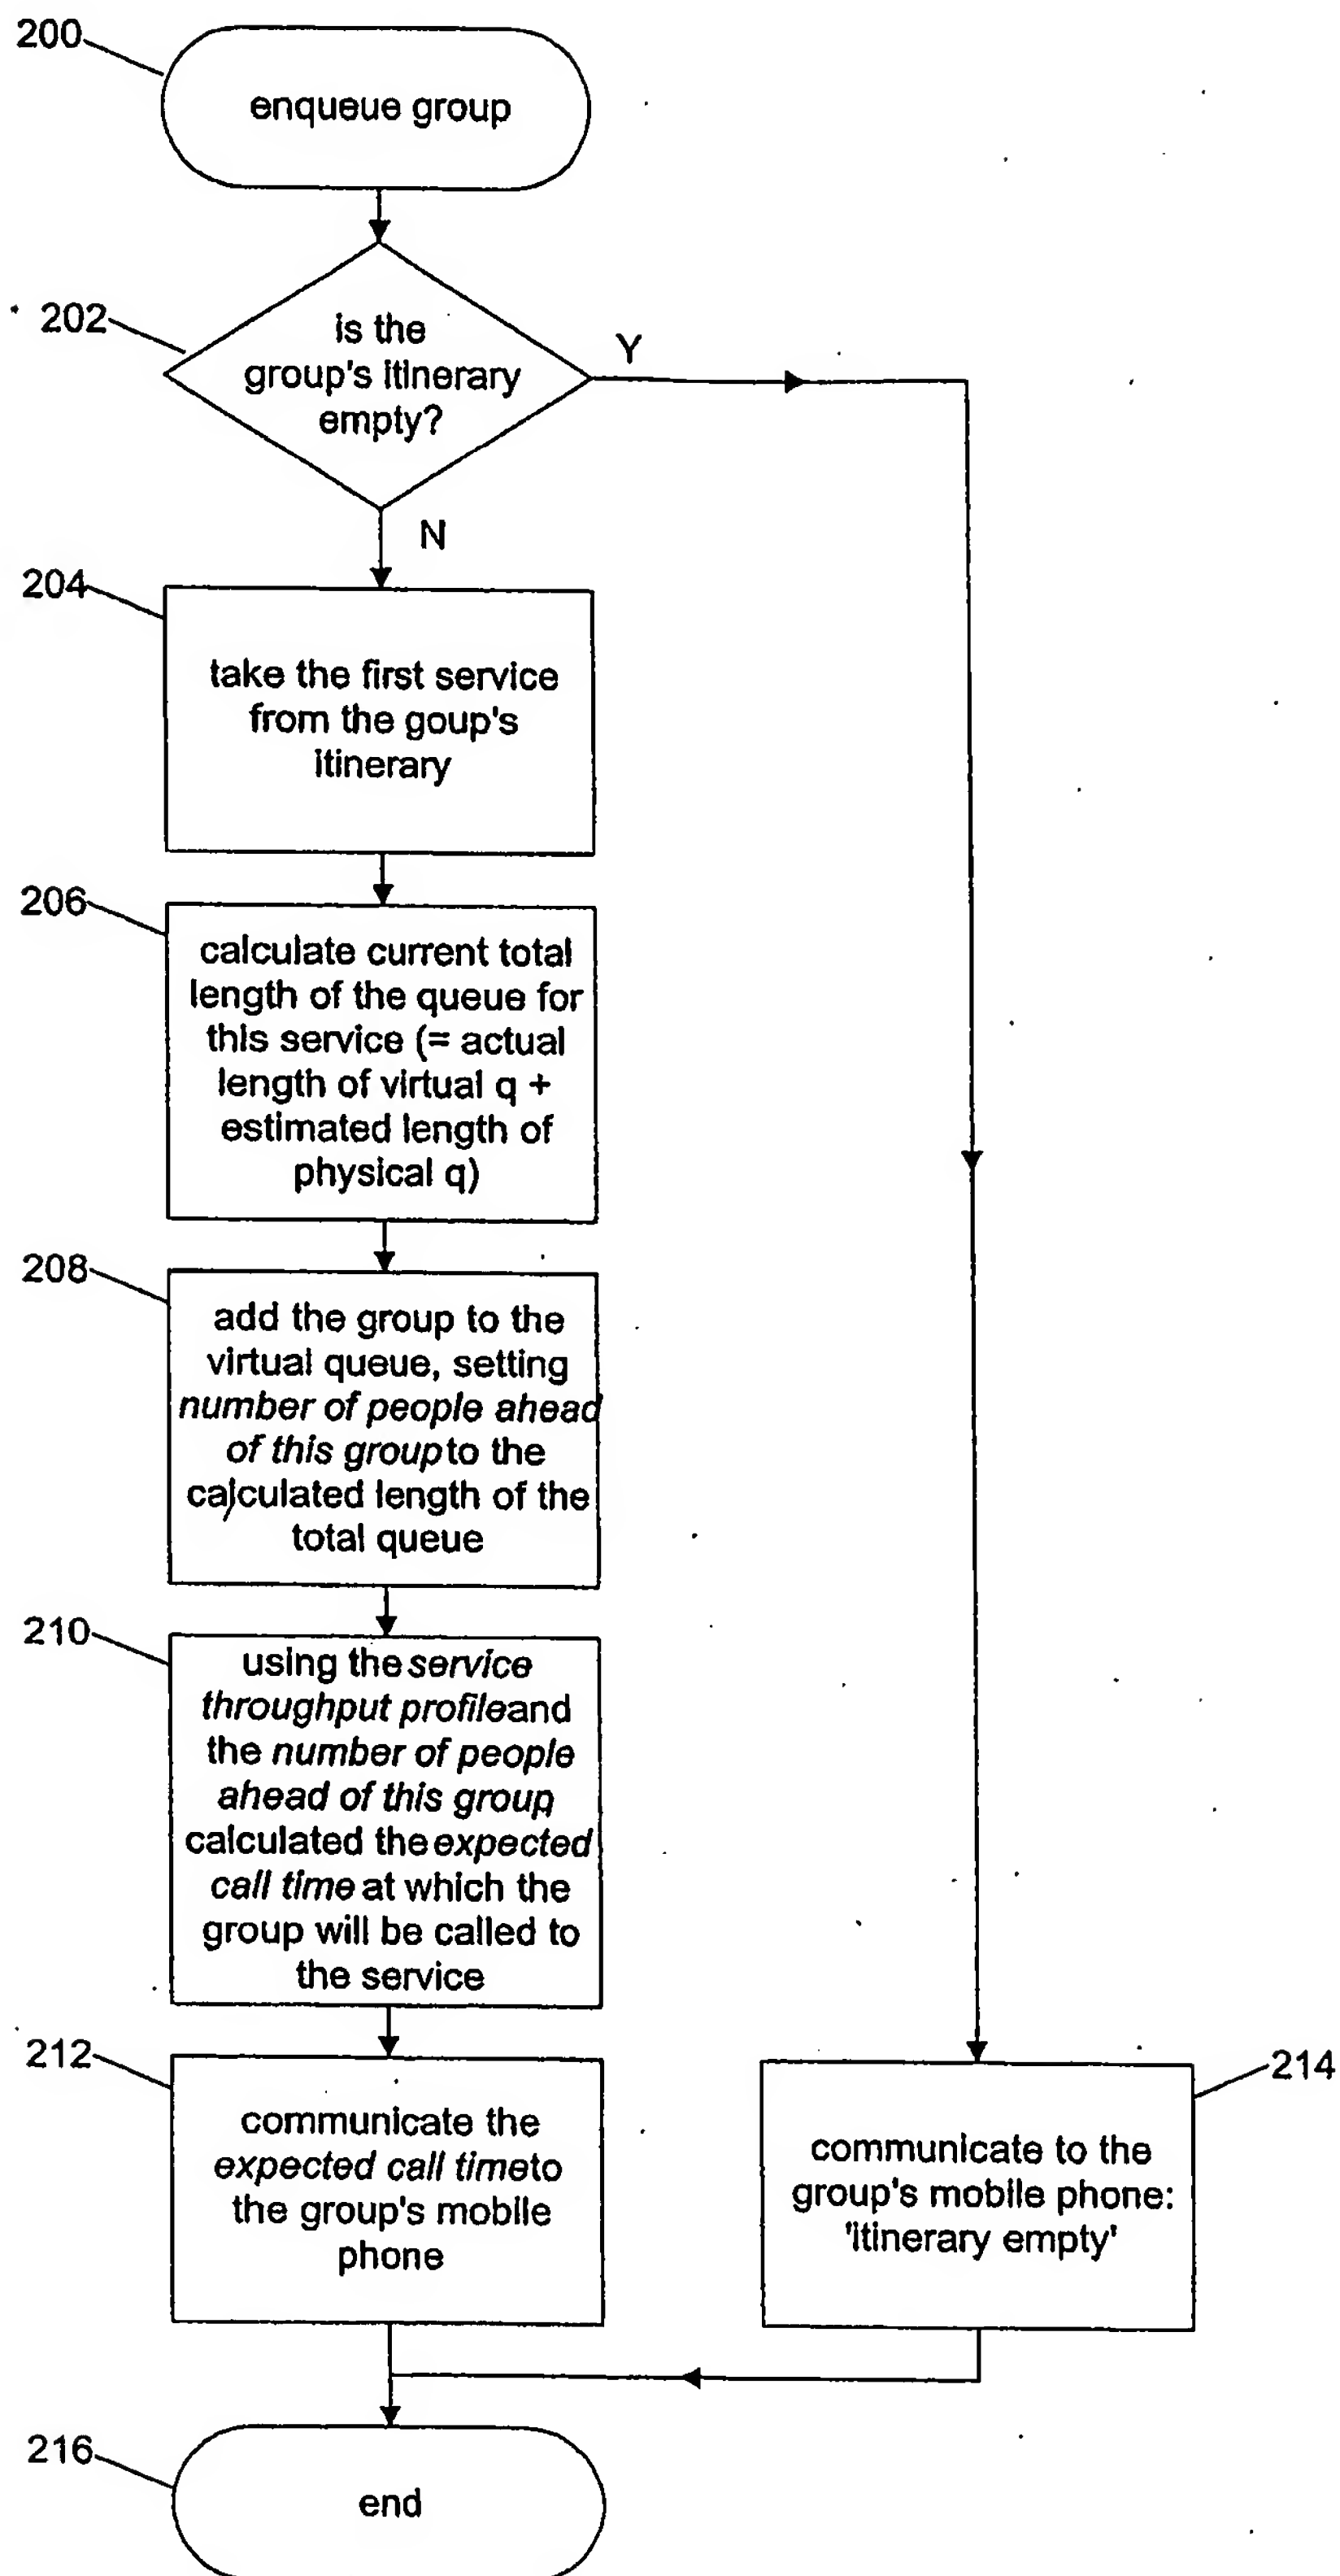 200
enqueue group
202
is the
group's itinerary
empty?
Y
N
204
take the first service
from the goup's
itinerary
206
calculate current total
length of the queue for
this service (= actual
length of virtual q +
estimated length of
physical q)
208
add the group to the
virtual queue, setting
number of people ahead
of this group to the
calculated length of the
total queue
210
using the service
throughput profile and
the number of people
ahead of this group
calculated the expected
call time at which the
group will be called to
the service
212
communicate the
expected call time to
the group's mobile
phone
214
communicate to the
group's mobile phone:
'itinerary empty'
216
end